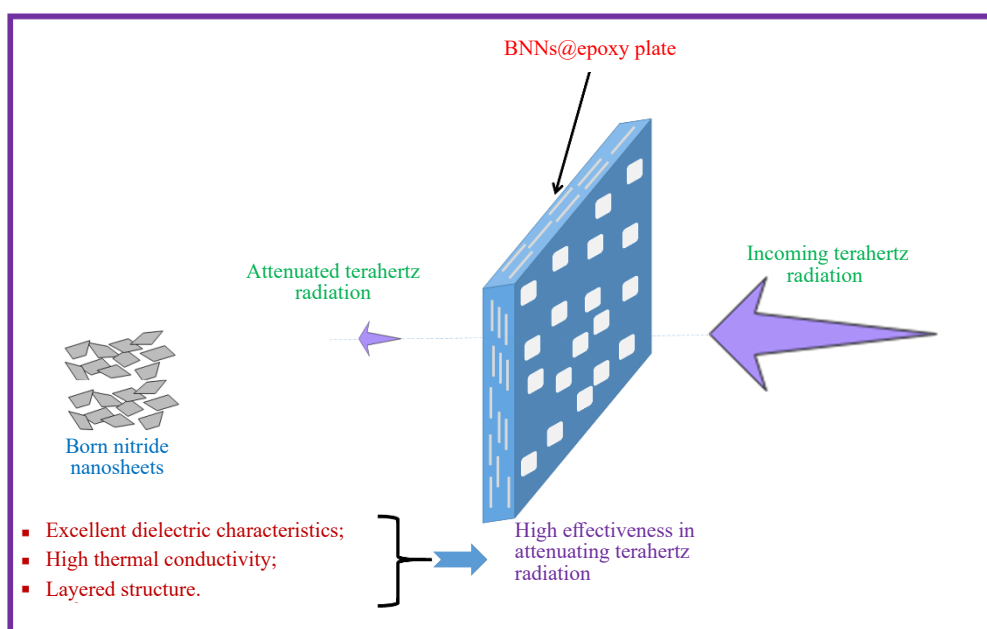 BNNs@epoxy plate
Incoming terahertz
radiation
Attenuated terahertz
radiation
Born nitride
nanosheets
Excellent dielectric characteristics;
High thermal conductivity;
Layered structure.
High effectiveness in
attenuating terahertz
radiation